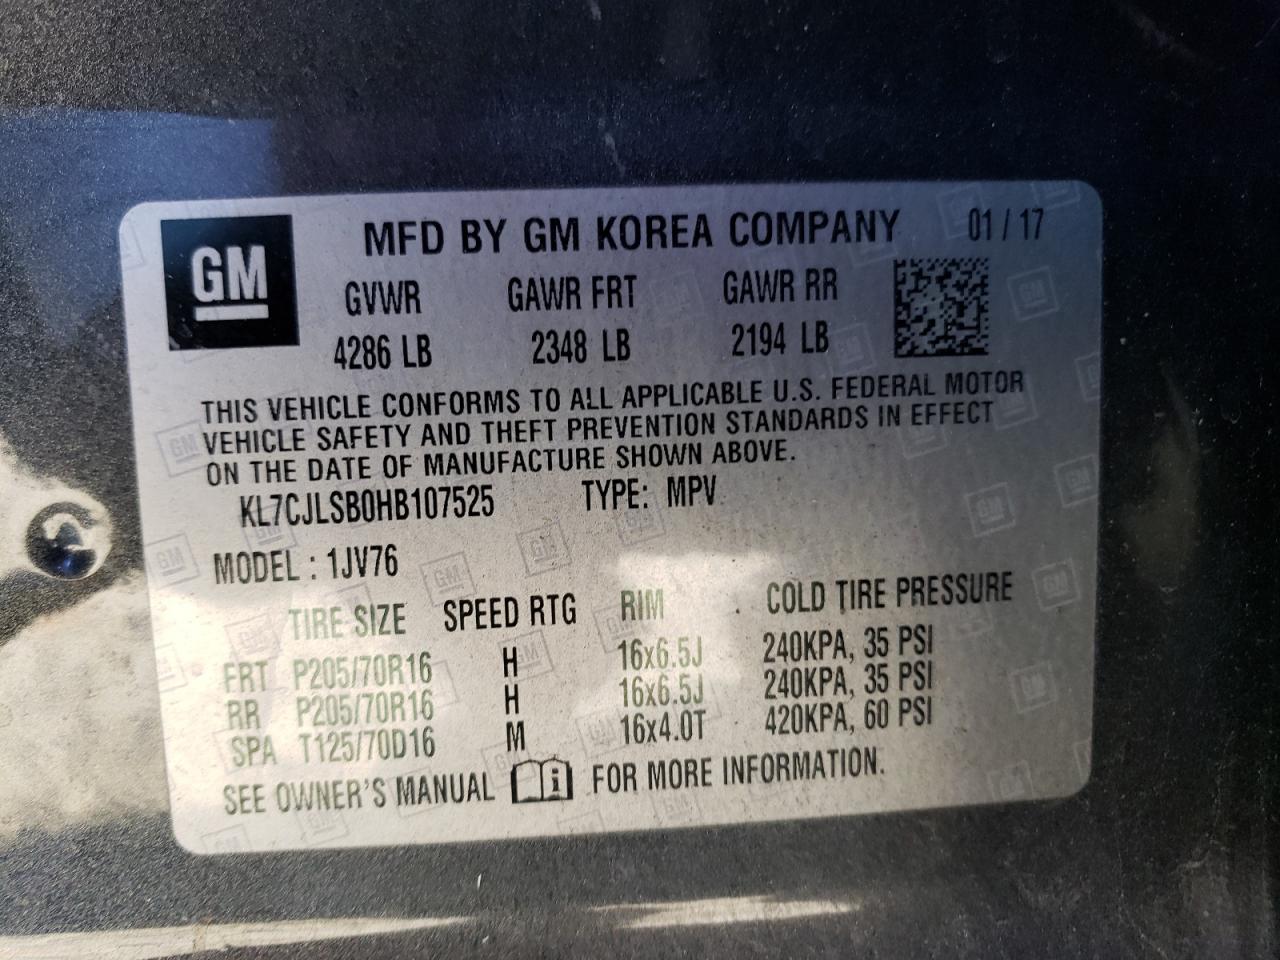 GM
MFD BY GM KOREA COMPANY 01 / 17
GVWR GAWR FRT GAWR RR
4286 LB 2348 LB 2194 LB
THIS VEHICLE CONFORMS TO ALL APPLICABLE U.S. FEDERAL MOTOR
VEHICLE SAFETY AND THEFT PREVENTION STANDARDS IN EFFECT
ON THE DATE OF MANUFACTURE SHOWN ABOVE.
KL7CJLSB0HB107525 TYPE: MPV
MODEL : 1JV76
TIRE SIZE SPEED RTG RIM COLD TIRE PRESSURE
FRT P205/70R16 H 16x6.5J 240KPA, 35 PSI
RR P205/70R16 H 16x6.5J 240KPA, 35 PSI
SPA T125/70D16 M 16x4.0T 420KPA, 60 PSI
SEE OWNER'S MANUAL i FOR MORE INFORMATION.